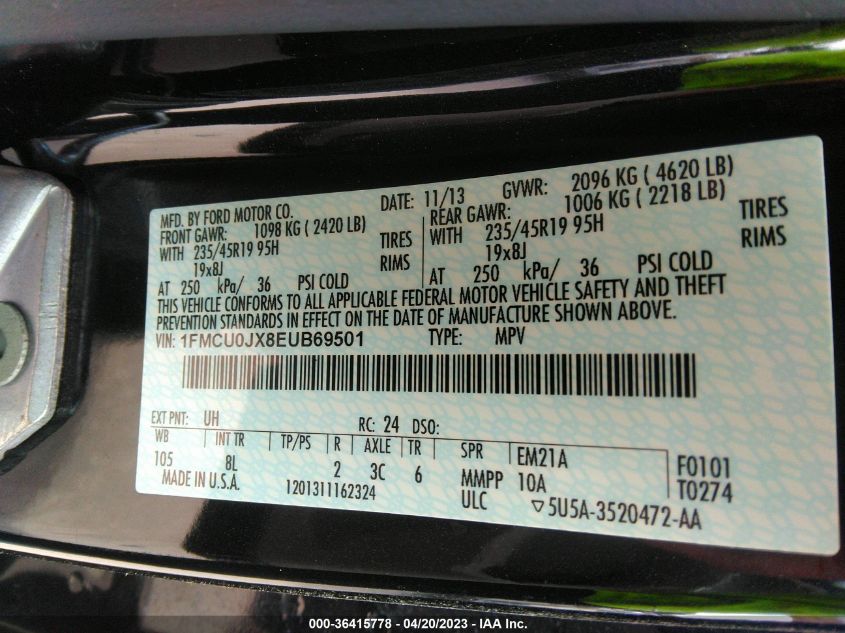 MFD. BY FORD MOTOR CO. DATE: 11/13 GVWR: 2096 KG ( 4620 LB)
FRONT GAWR: 1098 KG ( 2420 LB) REAR GAWR: 1006 KG ( 2218 LB)
WITH 235/45R19 95H TIRES WITH 235/45R19 95H TIRES
19x8J RIMS 19x8J RIMS
AT 250 kPa/ 36 PSI COLD AT 250 kPa/ 36 PSI COLD
THIS VEHICLE CONFORMS TO ALL APPLICABLE FEDERAL MOTOR VEHICLE SAFETY AND THEFT
PREVENTION STANDARDS IN EFFECT ON THE DATE OF MANUFACTURE SHOWN ABOVE.
VIN: 1FMCU0JX8EUB69501 TYPE: MPV
EXT PNT: UH RC: 24 DSO:
WB INT TR TP/PS R AXLE TR SPR EM21A F0101
105 8L 2 3C 6 MMPP 10A T0274
MADE IN U.S.A. 1201311162324 ULC ▽5U5A-3520472-AA
000-36415778 - 04/20/2023 - IAA Inc.